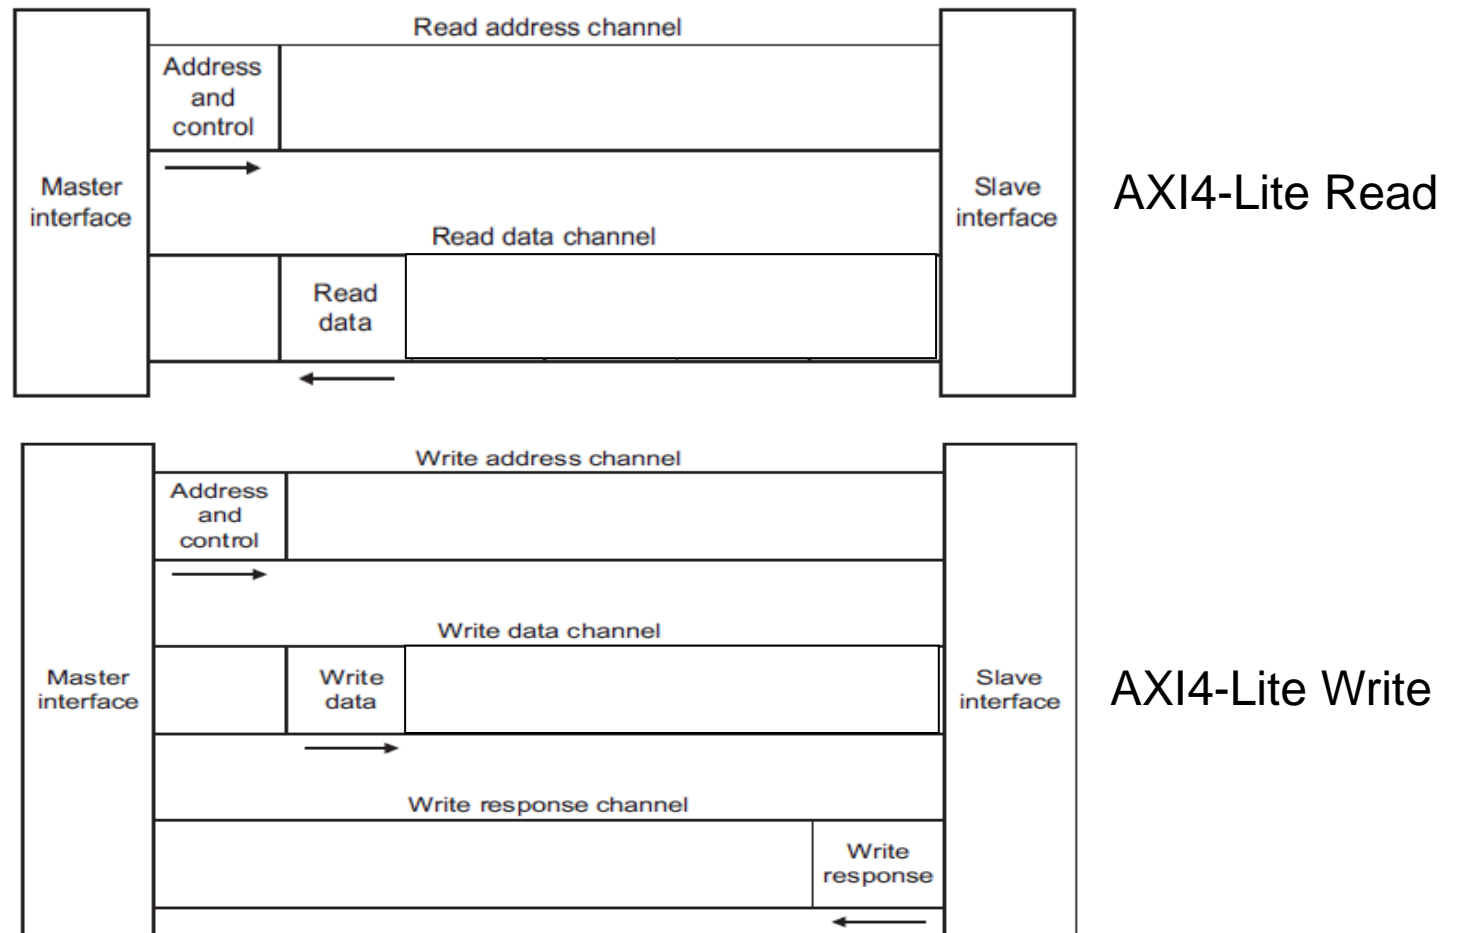 Read address channel
Address
and
control
Master
interface
Slave
interface
AXI4-Lite Read
Read data channel
Read
data
Write address channel
Address
and
control
Write data channel
Master
interface
Write
data
Slave
interface
AXI4-Lite Write
Write response channel
Write
response